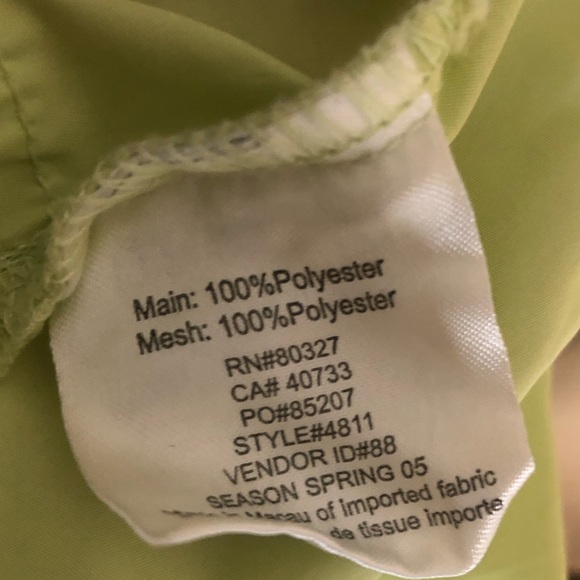 Main: 100%Polyester
Mesh: 100%Polyester
RN#80327
CA# 40733
PO#85207
STYLE#4811
VENDOR ID#88
SEASON SPRING 05
in Macau of imported fabric
de tissue importe